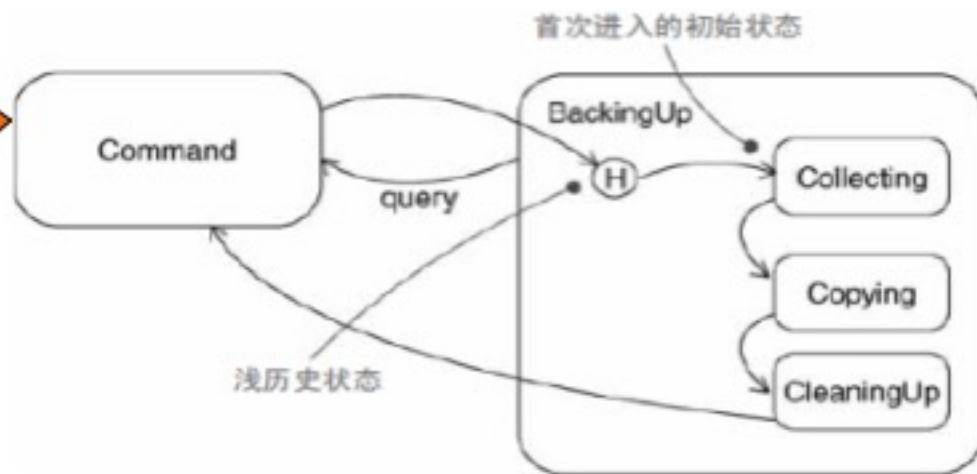 首次进入的初始状态
BackingUp
Command
H
Collecting
query
Copying
浅历史状态
CleaningUp